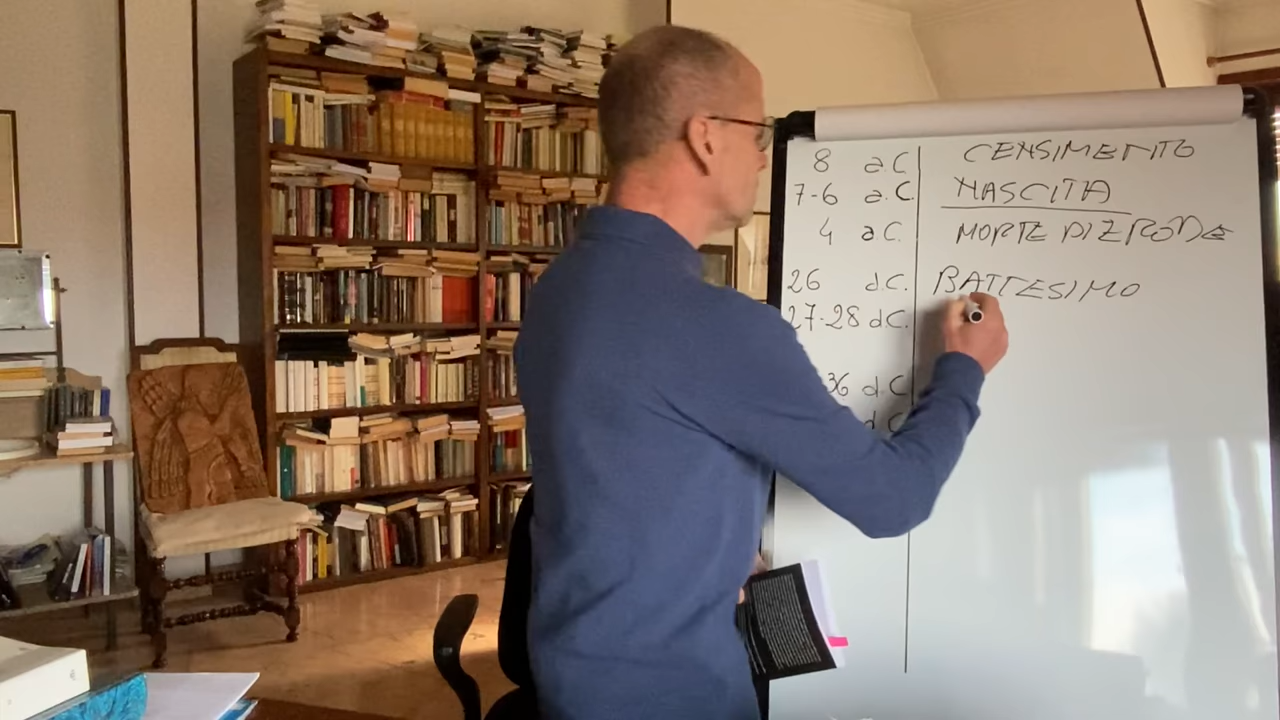 8 a.C CENSIMENTO
7-6 a.C NASCITA
4 a.C. MORTE DI ERODE
26 d.C. BATTESIMO
27-28 d.C.
36 d.C
d.C